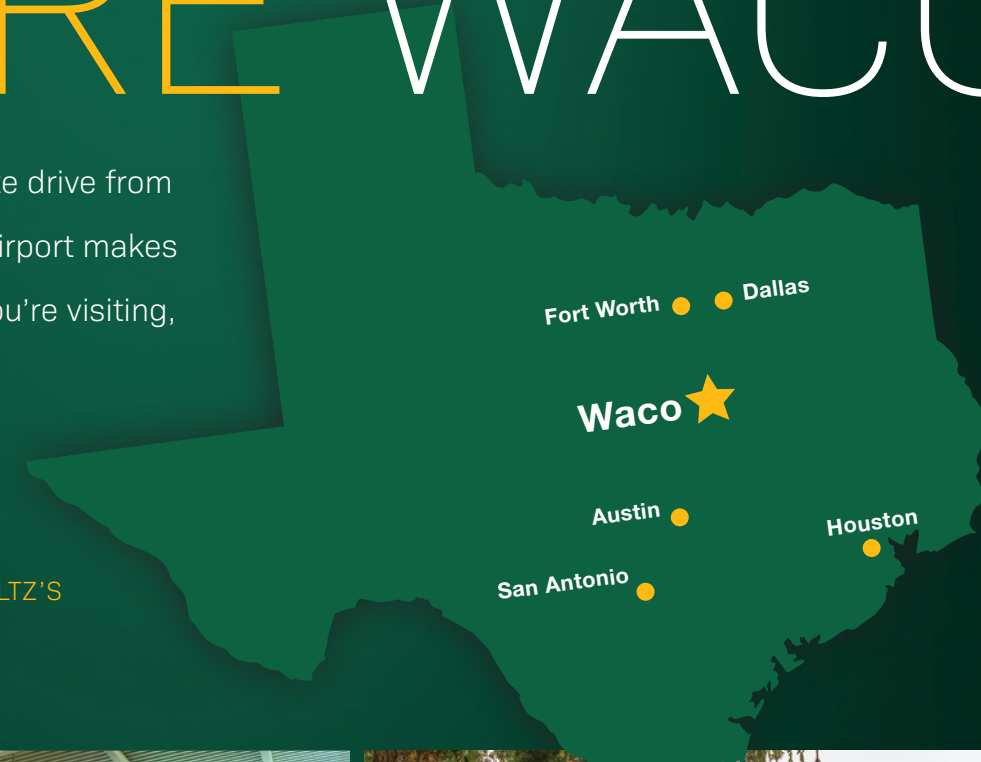 RE WACO
e drive from
irport makes
ou're visiting,
Fort Worth
Dallas
Waco
Austin
Houston
San Antonio
LTZ'S